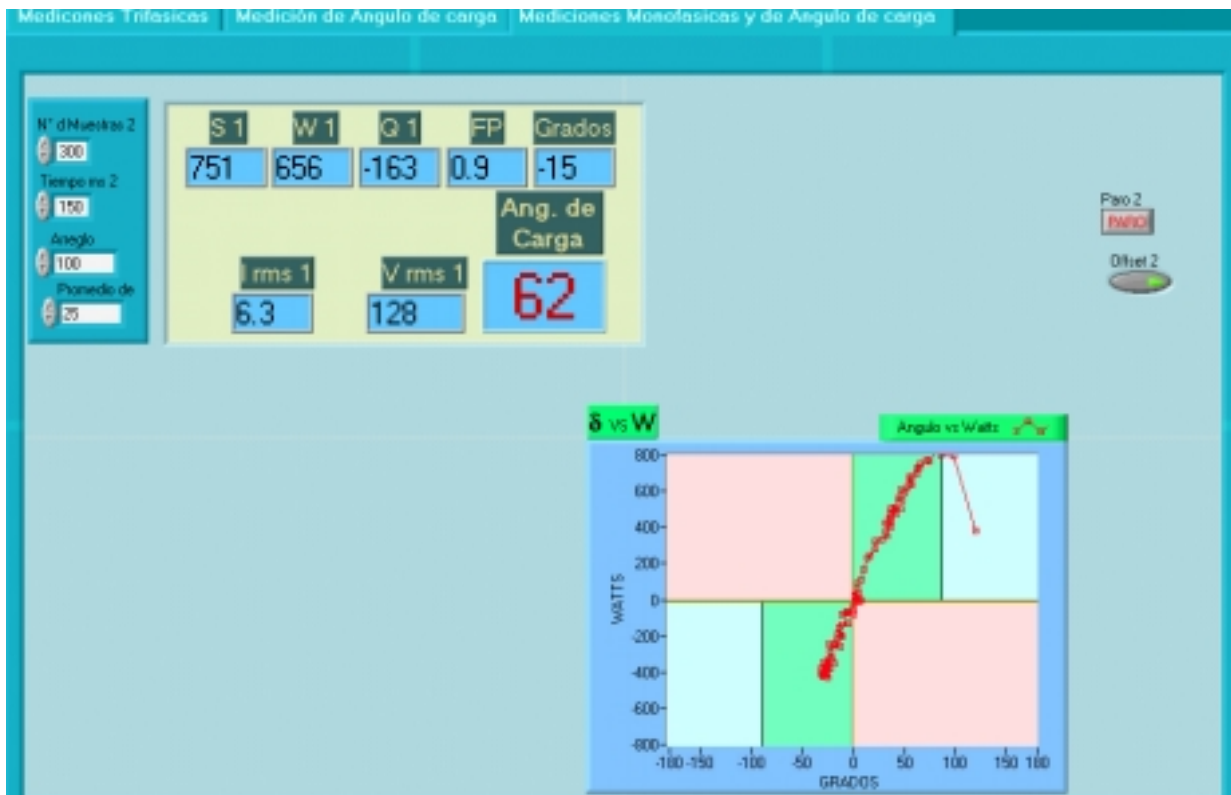 Medicones Trifasicas
Medición de Angulo de carga
Mediciones Monofasicas y de Angulo de carga
N° d Muestras 2
300
Tiempo ms 2
150
Aneglo
100
Promedio de
25
S 1
W 1
Q 1
FP
Grados
751
656
-163
0.9
-15
Ang. de
Carga
62
I rms 1
V rms 1
6.3
128
Paro 2
PARO
Offset 2
δ vs W
Angulo vs Watts
800
600
400
200
0
-200
-400
-600
-800
WATTS
-180 -150 -100 -50 0 50 100 150 180
GRADOS